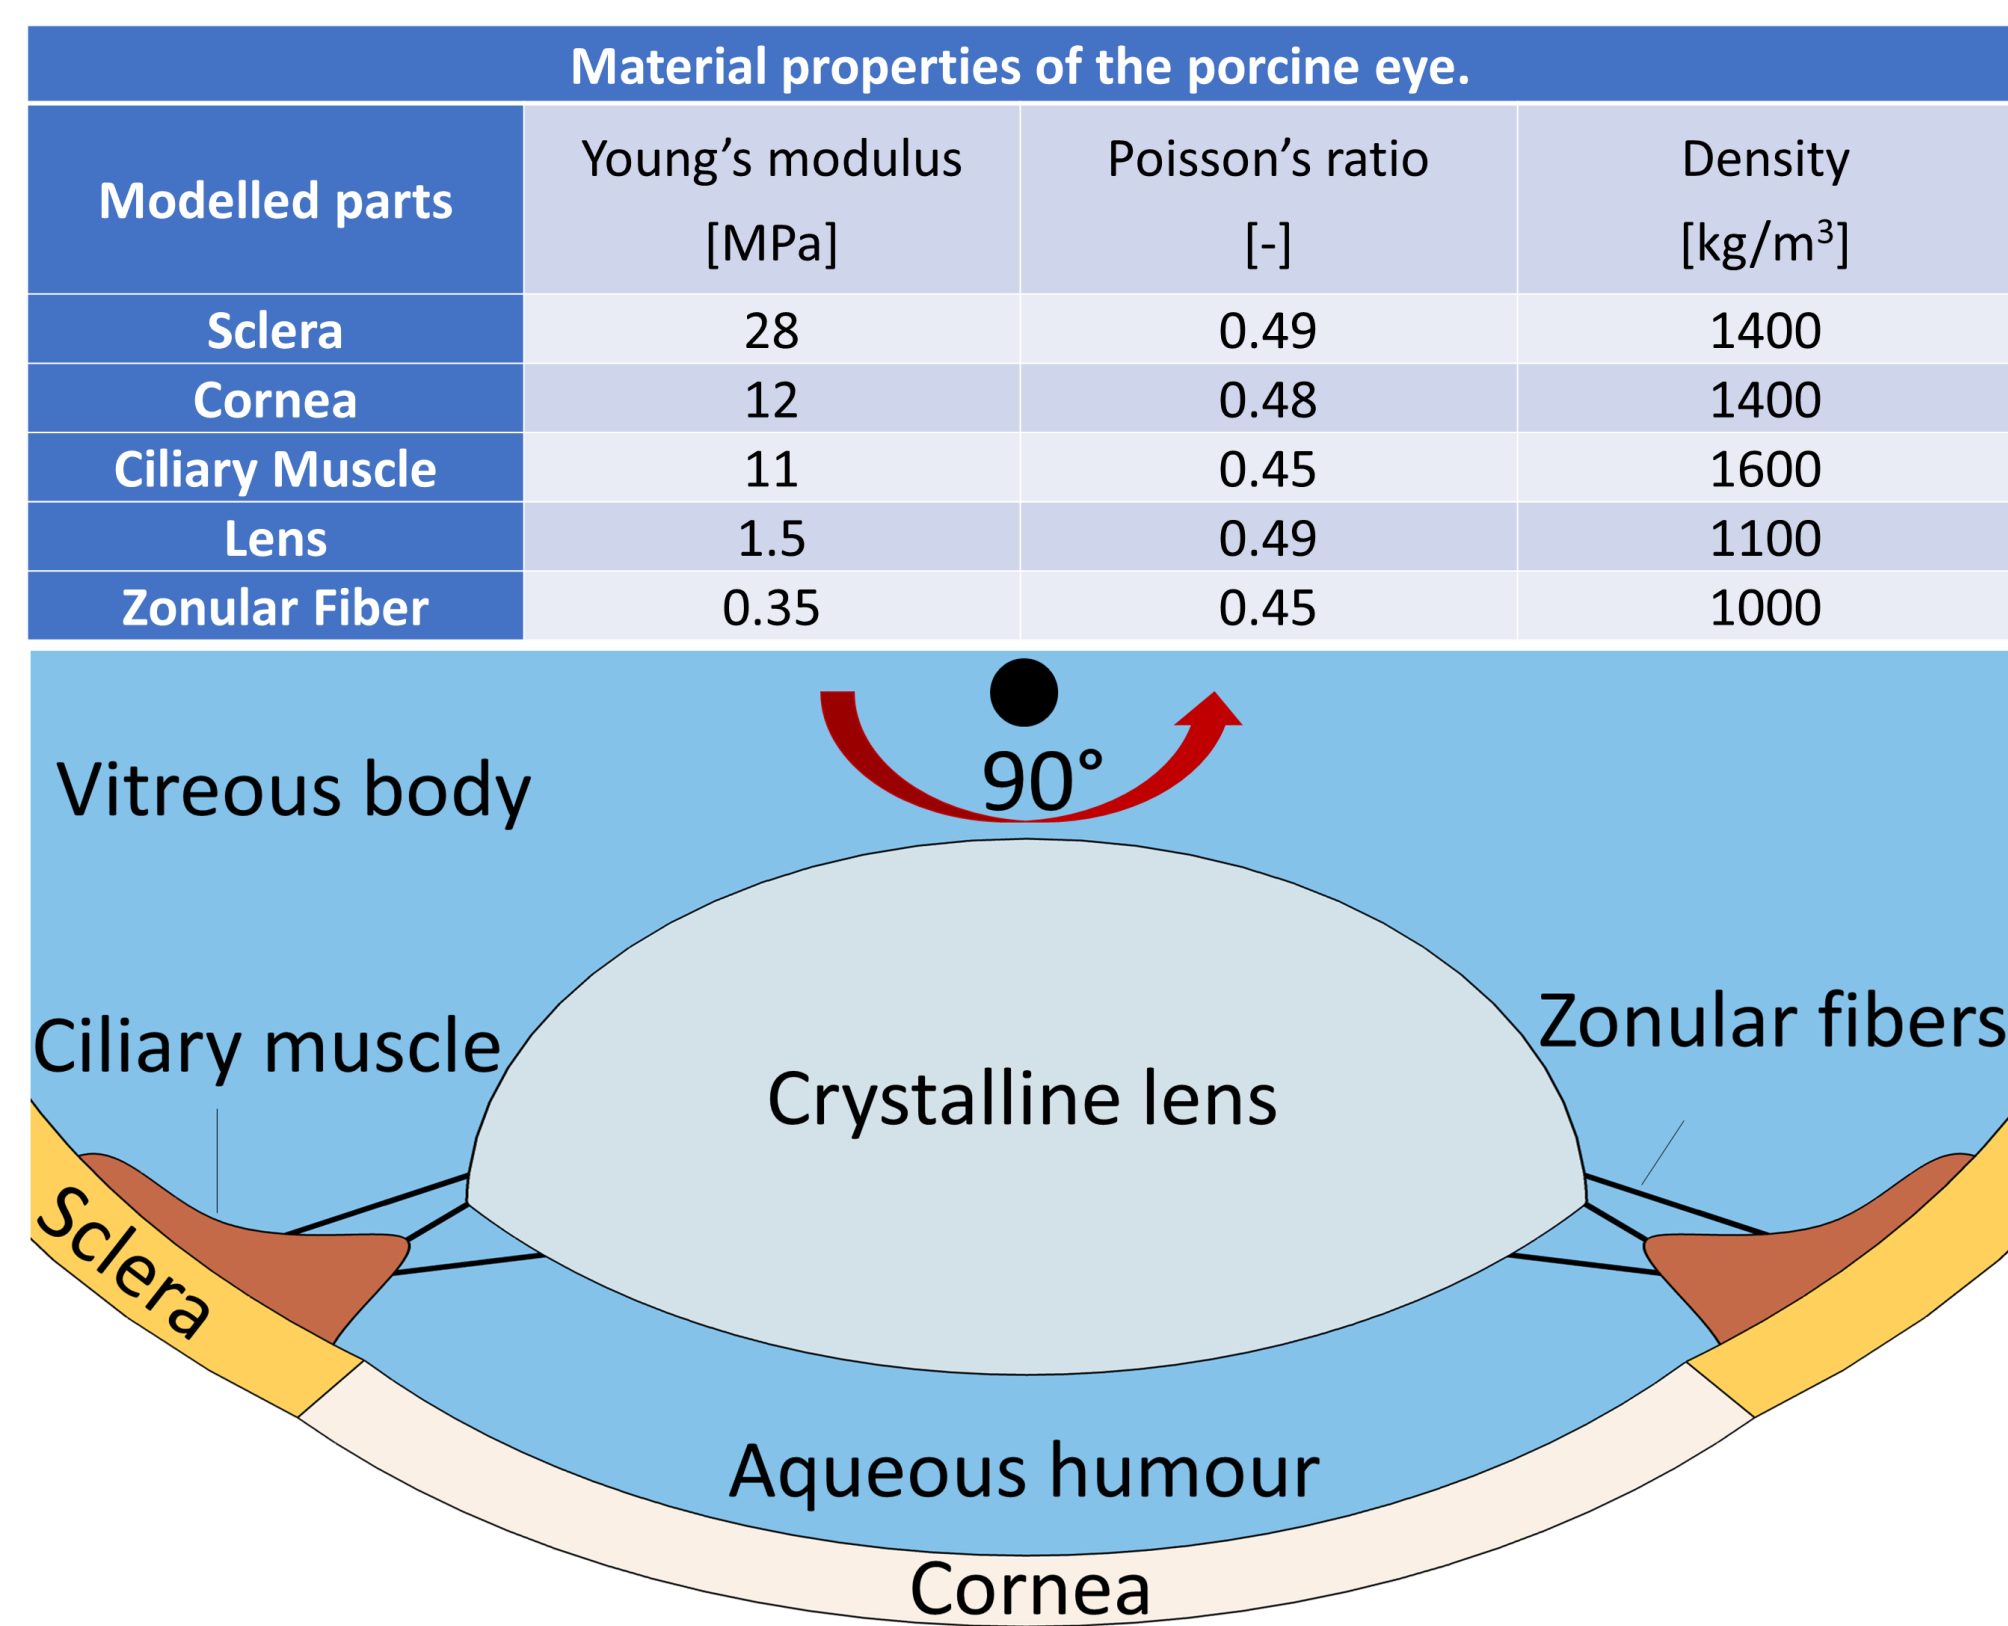 Material properties of the porcine eye.
Modelled parts
Young’s modulus
[MPa]
Poisson’s ratio
[-]
Density
[kg/m³]
Sclera 28 0.49 1400
Cornea 12 0.48 1400
Ciliary Muscle 11 0.45 1600
Lens 1.5 0.49 1100
Zonular Fiber 0.35 0.45 1000
90°
Vitreous body
Ciliary muscle
Zonular fibers
Crystalline lens
Sclera
Aqueous humour
Cornea